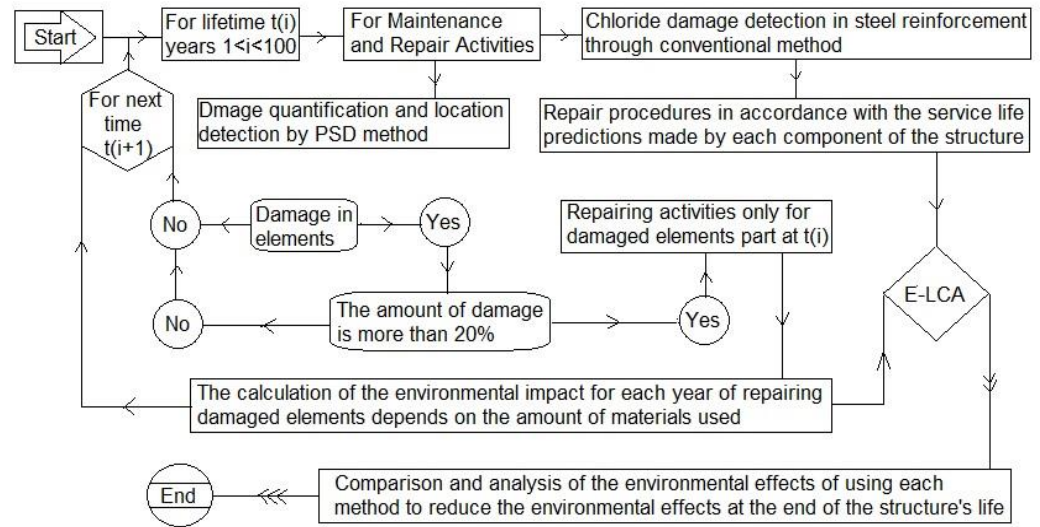 Start
For lifetime t(i)
years 1<i<100
For Maintenance
and Repair Activities
Chloride damage detection in steel reinforcement
through conventional method
For next
time
t(i+1)
Dmage quantification and location
detection by PSD method
Repair procedures in accordance with the service life
predictions made by each component of the structure
No
Damage in
elements
Yes
Repairing activities only for
damaged elements part at t(i)
E-LCA
No
The amount of damage
is more than 20%
Yes
The calculation of the environmental impact for each year of repairing
damaged elements depends on the amount of materials used
End
Comparison and analysis of the environmental effects of using each
method to reduce the environmental effects at the end of the structure's life